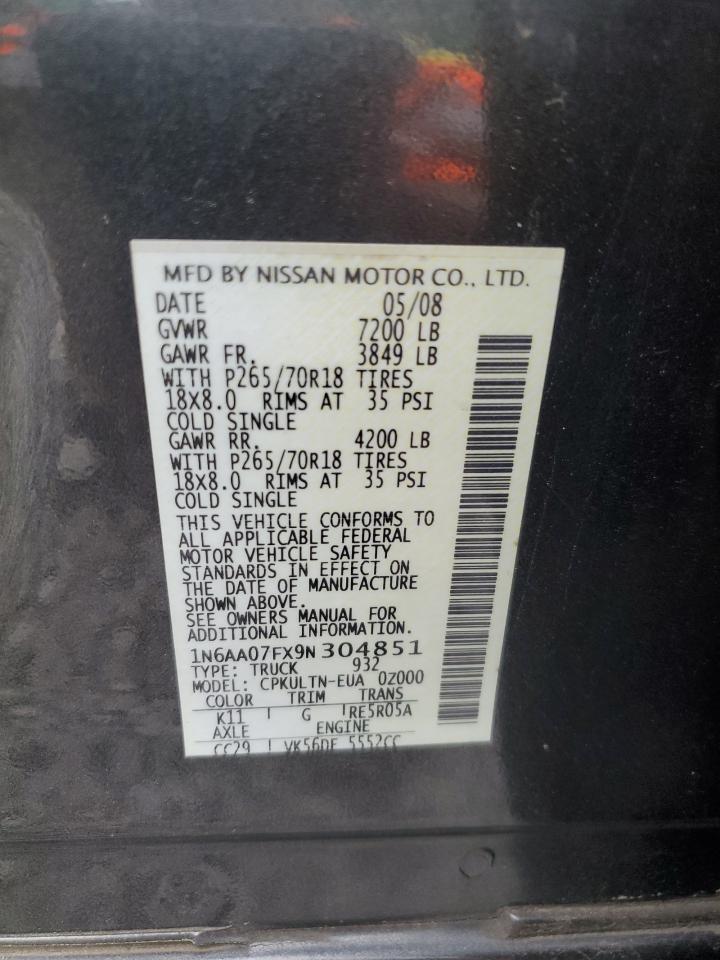 MFD BY NISSAN MOTOR CO., LTD.
DATE 05/08
GVWR 7200 LB
GAWR FR. 3849 LB
WITH P265/70R18 TIRES
18X8.0 RIMS AT 35 PSI
COLD SINGLE
GAWR RR. 4200 LB
WITH P265/70R18 TIRES
18X8.0 RIMS AT 35 PSI
COLD SINGLE
THIS VEHICLE CONFORMS TO
ALL APPLICABLE FEDERAL
MOTOR VEHICLE SAFETY
STANDARDS IN EFFECT ON
THE DATE OF MANUFACTURE
SHOWN ABOVE.
SEE OWNERS MANUAL FOR
ADDITIONAL INFORMATION.
1N6AA07FX9N304851
TYPE: TRUCK 932
MODEL: CPKULTN-EUA 0Z000
COLOR TRIM TRANS
K11 G RE5R05A
AXLE ENGINE
CC29 VK56DE 5552CC